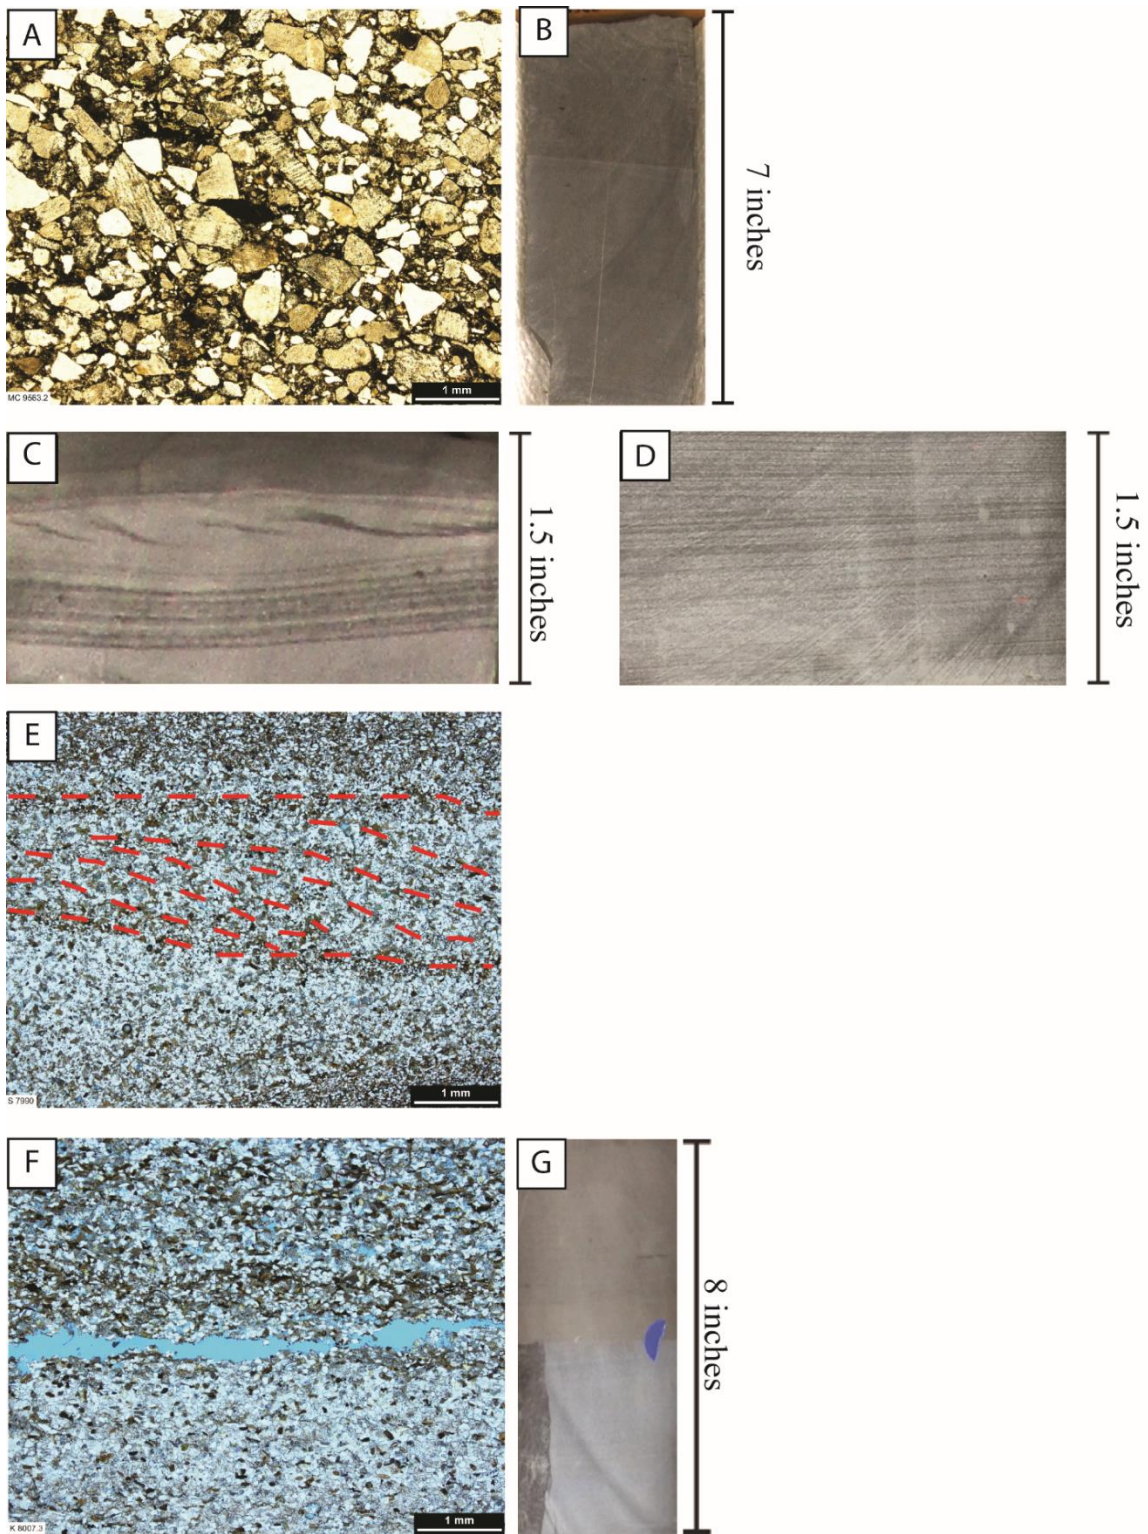 A
1 mm
MC 9563.2
B
7 inches
C
1.5 inches
D
1.5 inches
E
1 mm
S 7990
F
1 mm
K 8007.3
G
8 inches